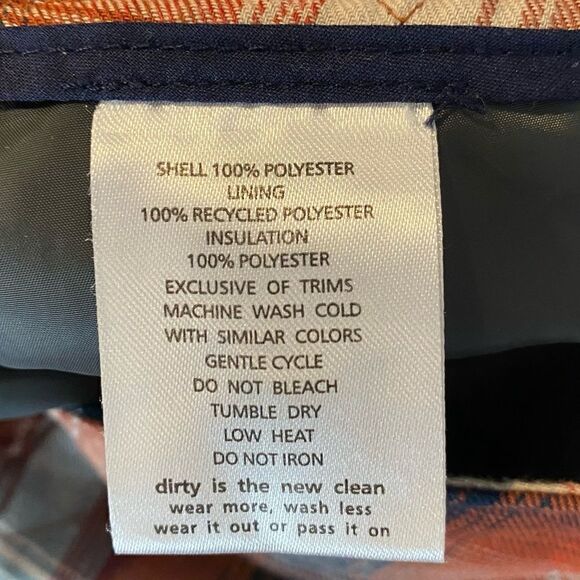 SHELL 100% POLYESTER
LINING
100% RECYCLED POLYESTER
INSULATION
100% POLYESTER
EXCLUSIVE OF TRIMS
MACHINE WASH COLD
WITH SIMILAR COLORS
GENTLE CYCLE
DO NOT BLEACH
TUMBLE DRY
LOW HEAT
DO NOT IRON
dirty is the new clean
wear more, wash less
wear it out or pass it on